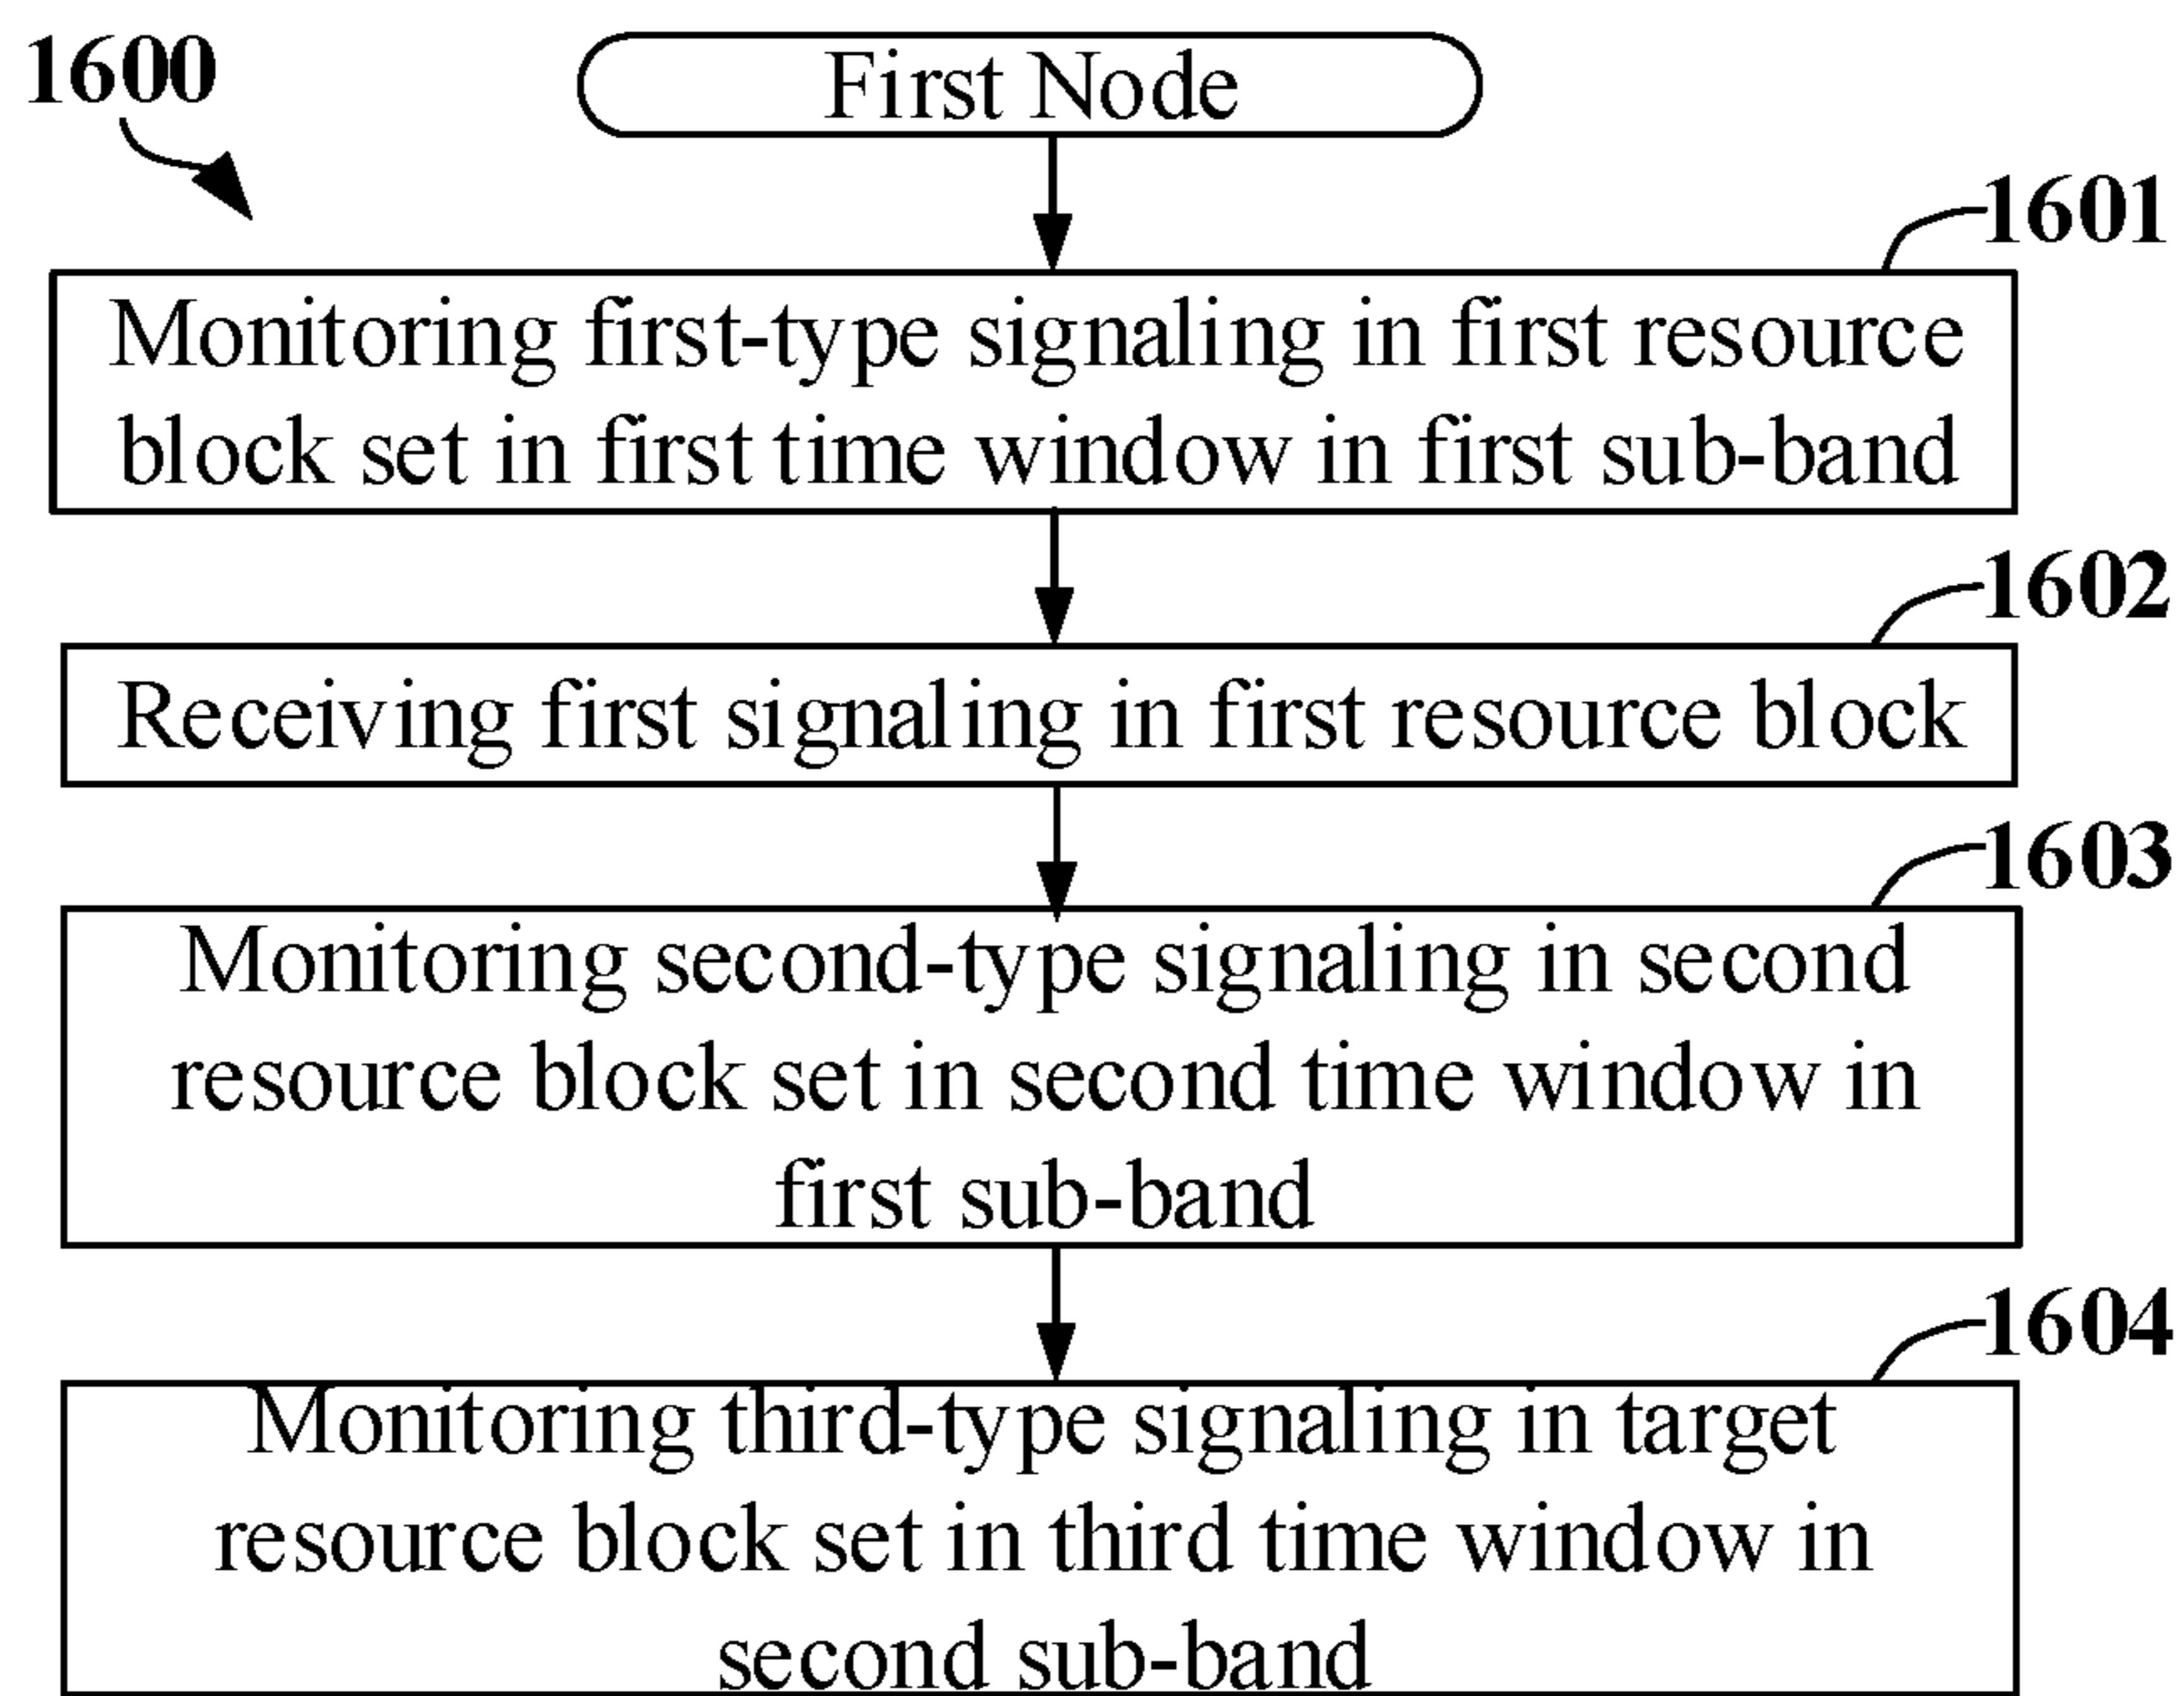 1600
First Node
1601
Monitoring first-type signaling in first resource
block set in first time window in first sub-band
1602
Receiving first signaling in first resource block
1603
Monitoring second-type signaling in second
resource block set in second time window in
first sub-band
1604
Monitoring third-type signaling in target
resource block set in third time window in
second sub-band